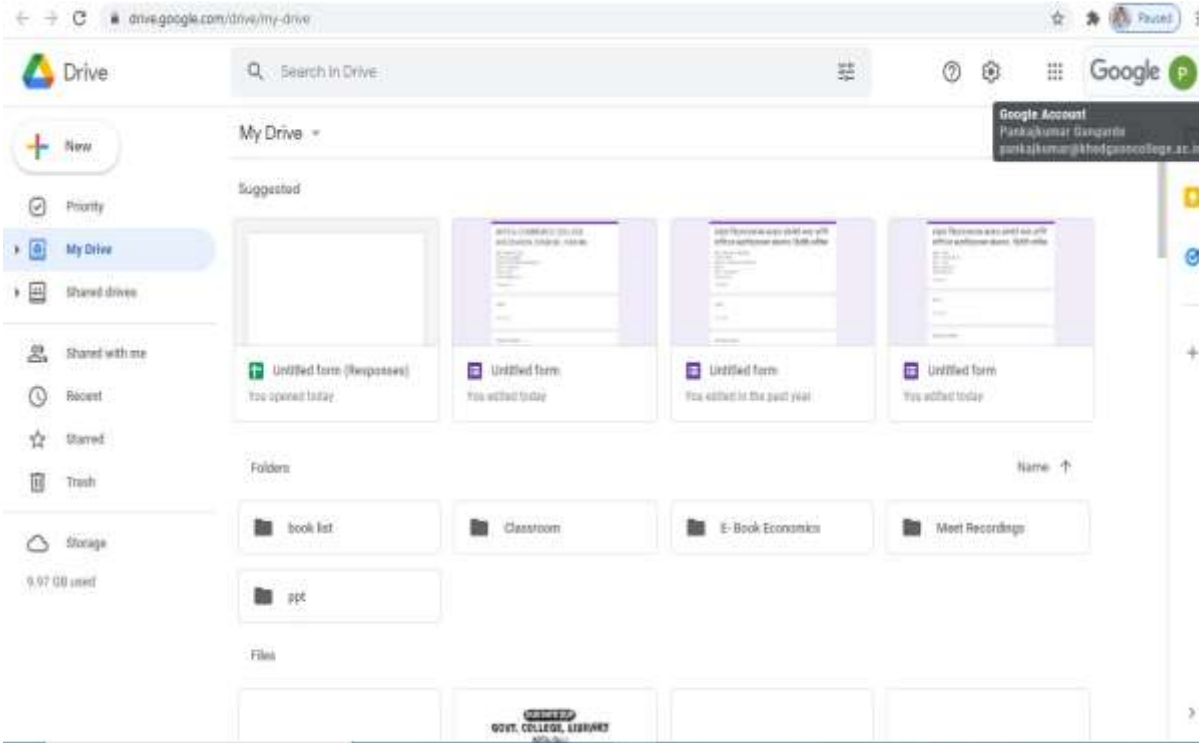 drive.google.com/drive/my-drive
Paused
Drive
Search in Drive
Google
P
Google Account
Pankajkumar
New
My Drive
Priority
My Drive
Shared drives
Shared with me
Recent
Starred
Trash
Storage
9.97 GB used
Suggested
Untitled form (Responses)
You opened today
Untitled form
You edited today
Untitled form
You edited in the past year
Untitled form
You edited today
Folders
Name
book list
Classroom
E- Book Economics
Meet Recordings
ppt
Files
GOVT. COLLEGE, LIBRARY